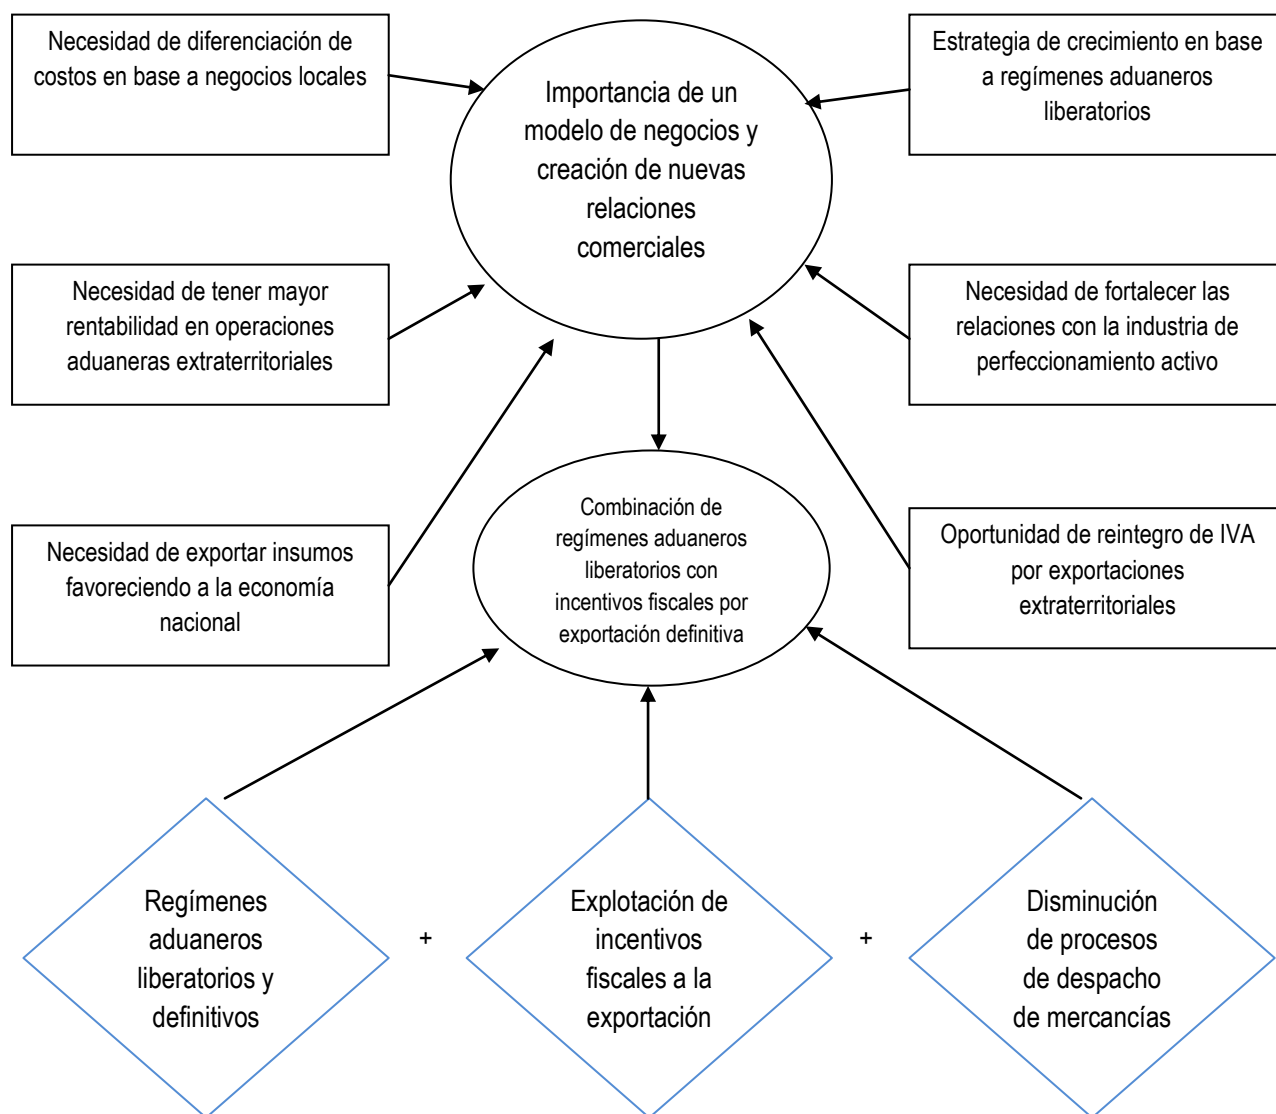 Necesidad de diferenciación de
costos en base a negocios locales
Importancia de un
modelo de negocios y
creación de nuevas
relaciones
comerciales
Estrategia de crecimiento en base
a regímenes aduaneros
liberatorios
Necesidad de tener mayor
rentabilidad en operaciones
aduaneras extraterritoriales
Necesidad de fortalecer las
relaciones con la industria de
perfeccionamiento activo
Necesidad de exportar insumos
favoreciendo a la economía
nacional
Combinación de
regímenes aduaneros
liberatorios con
incentivos fiscales por
exportación definitiva
Oportunidad de reintegro de IVA
por exportaciones
extraterritoriales
Regímenes
aduaneros
liberatorios y
definitivos
+
Explotación de
incentivos
fiscales a la
exportación
+
Disminución
de procesos
de despacho
de mercancías